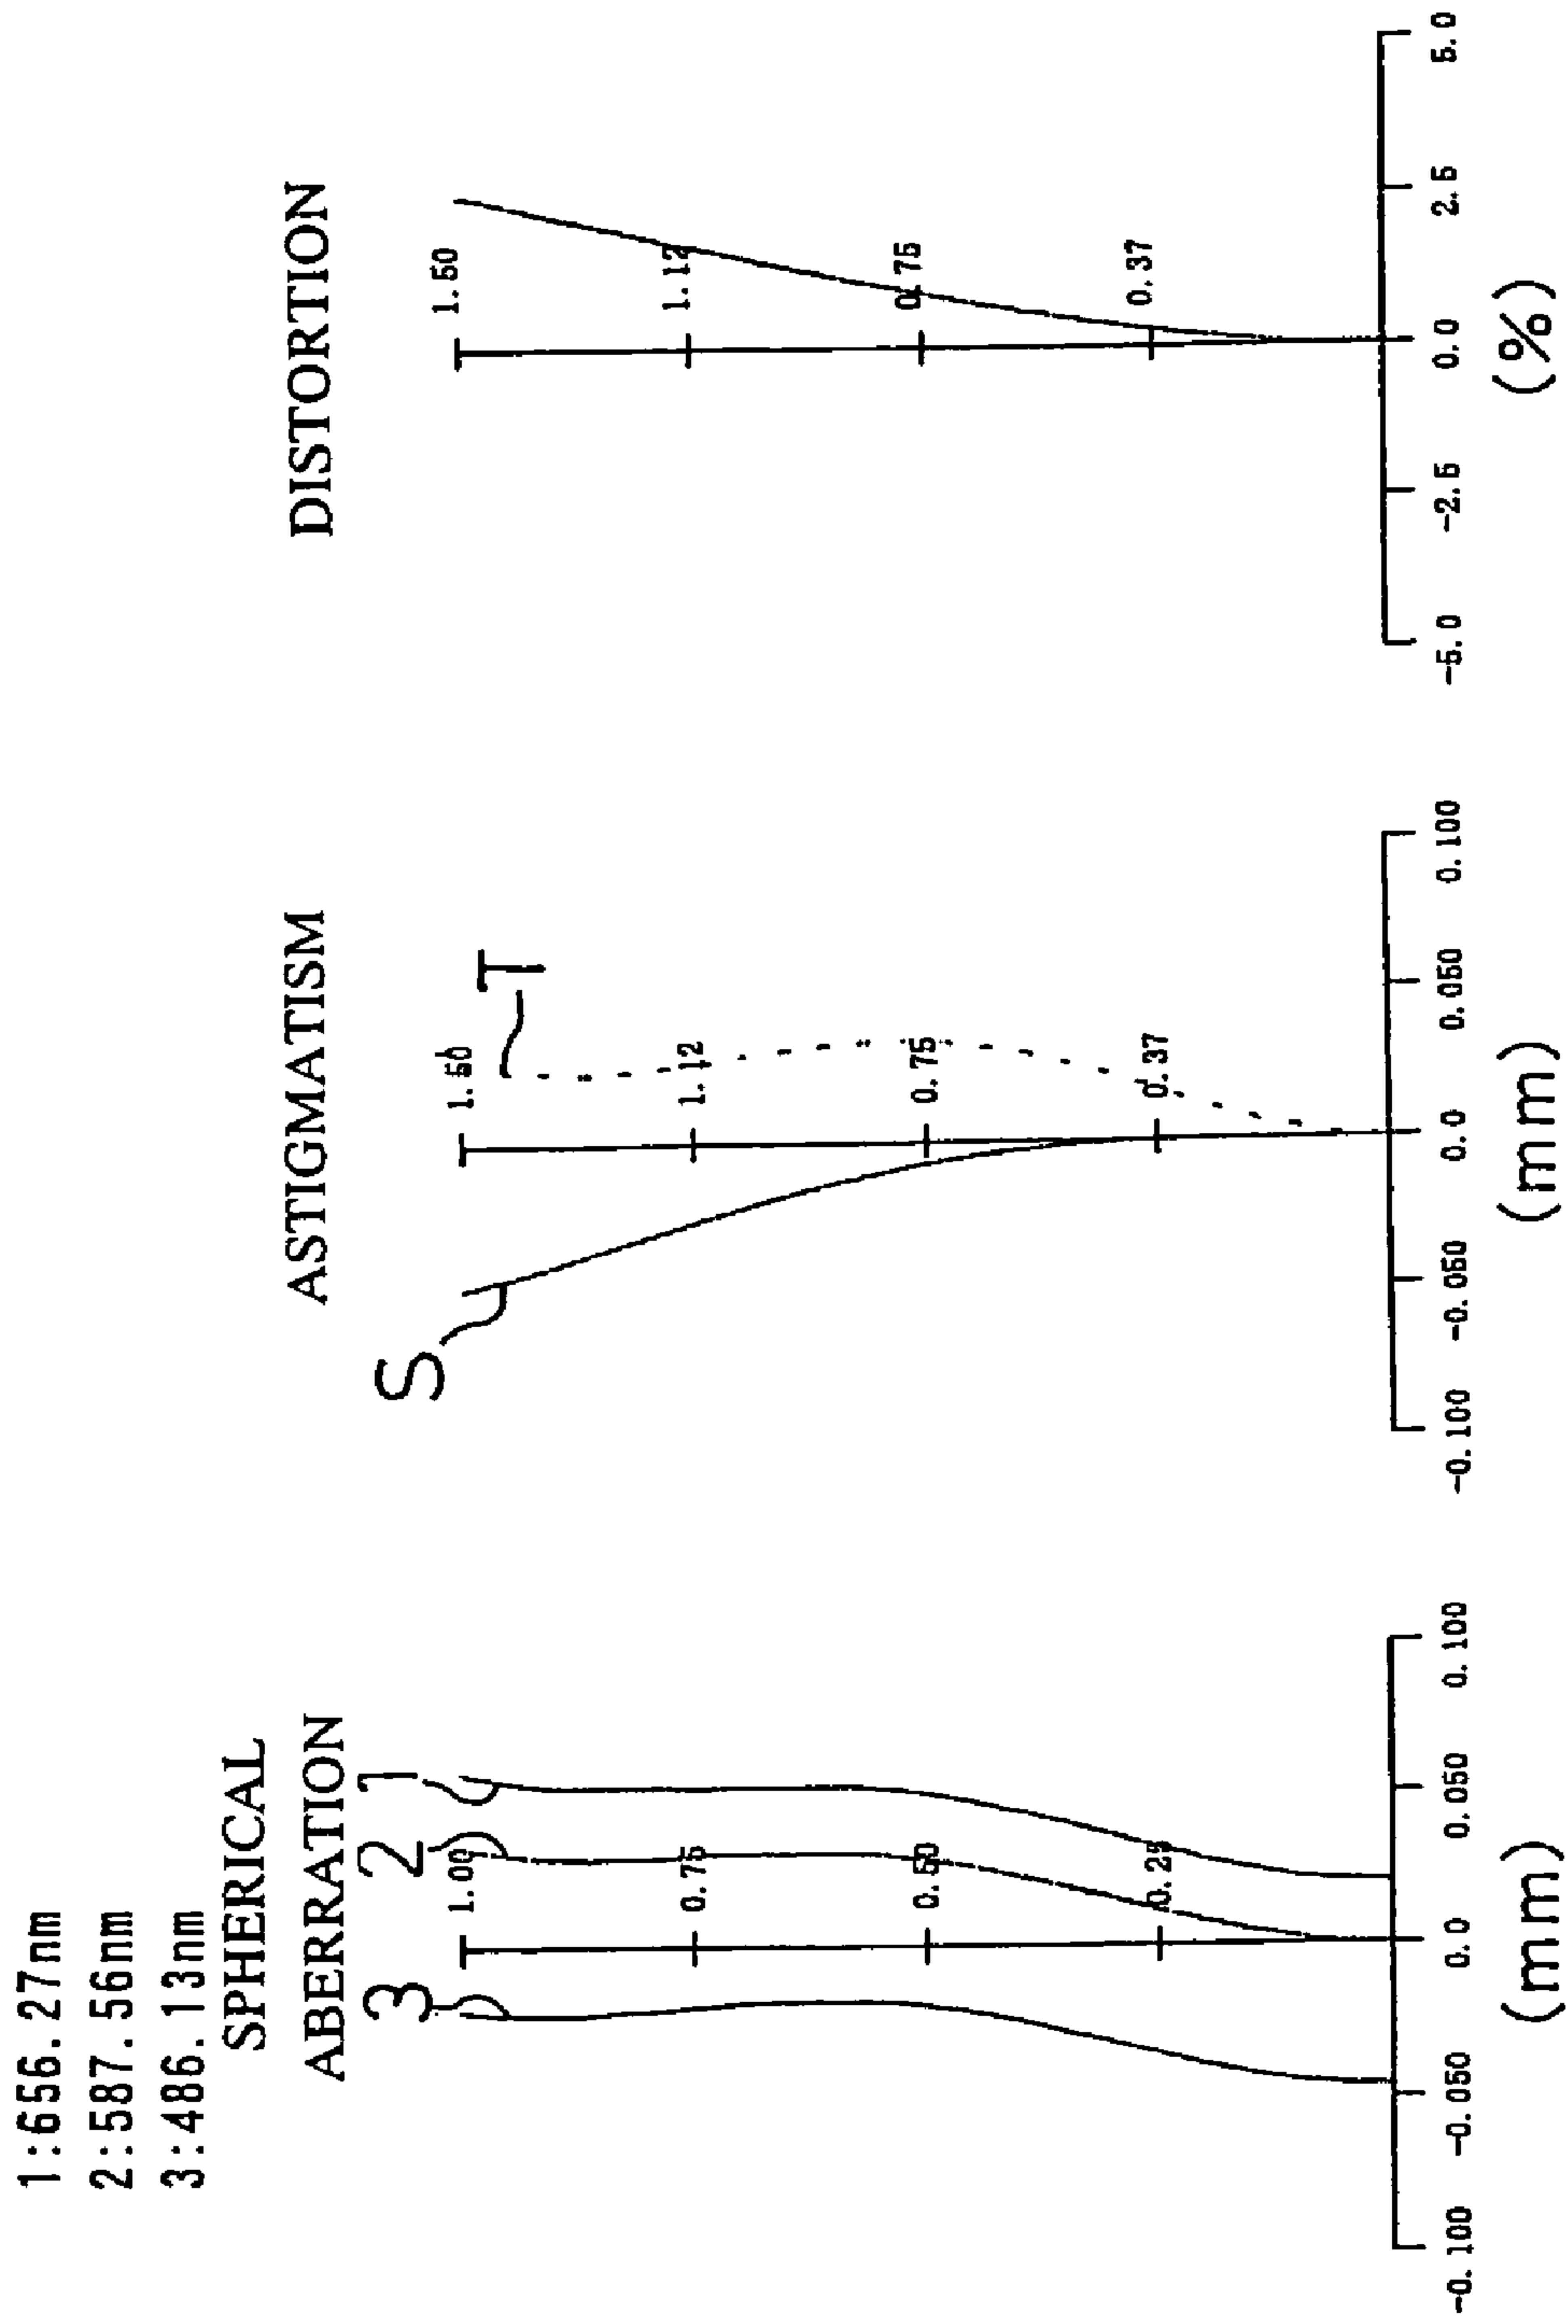 1:656.27nm
2:587.56nm
3:486.13nm
SPHERICAL
ABERRATION
3
2
1
1.00
0.75
0.50
0.25
-0.100
-0.050
0.0
0.050
0.100
(mm)
ASTIGMATISM
S
T
1.50
1.12
0.75
0.37
-0.100
-0.050
0.0
0.050
0.100
(mm)
DISTORTION
1.50
1.12
0.75
0.37
-5.0
-2.5
0.0
2.5
5.0
(%)